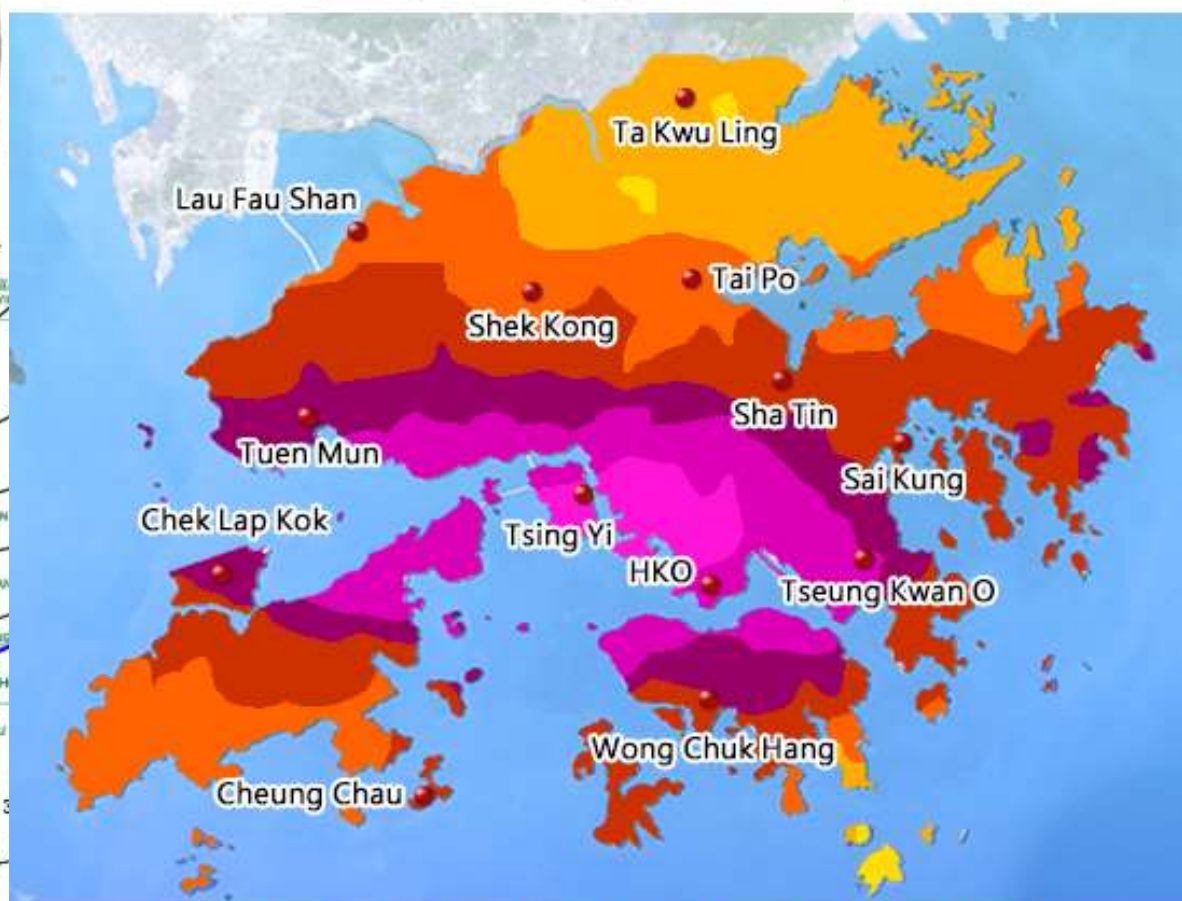 Ta Kwu Ling
Lau Fau Shan
Tai Po
Shek Kong
Sha Tin
Tuen Mun
Sai Kung
Chek Lap Kok
Tsing Yi
HKO
Tseung Kwan O
Wong Chuk Hang
Cheung Chau